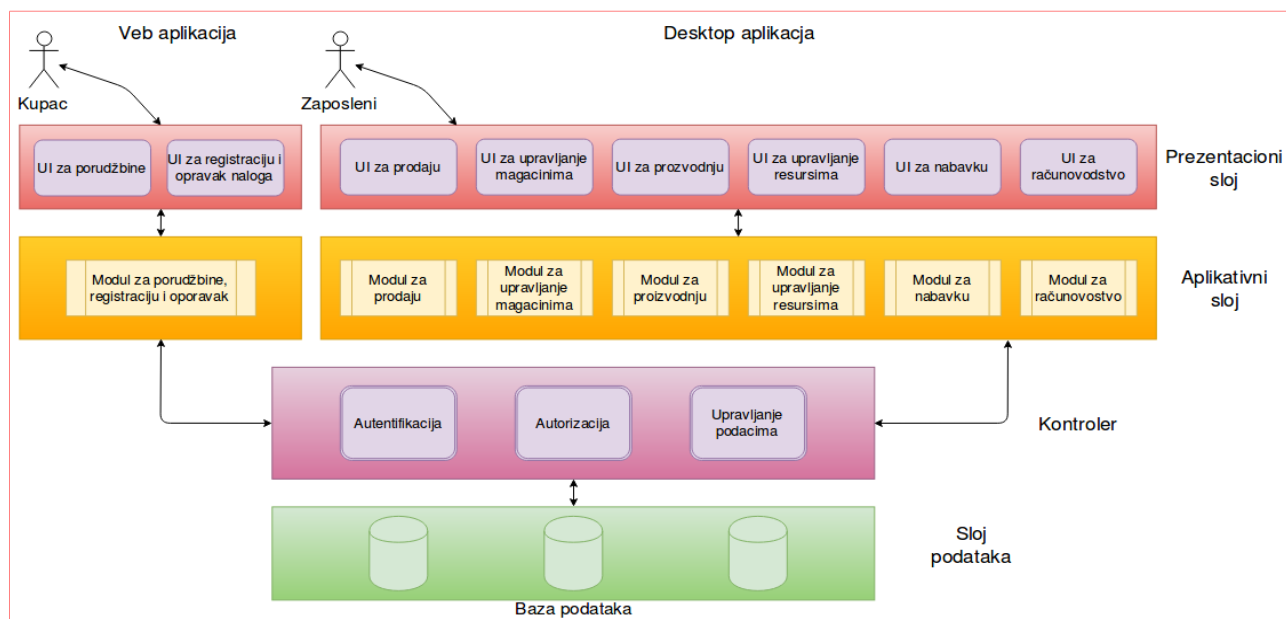 Veb aplikacija
Desktop aplikacja
Kupac
Zaposleni
UI za porudžbine
UI za registraciju i
opravak naloga
UI za prodaju
UI za upravljanje
magacinima
UI za prozvodnju
UI za upravljanje
resursima
UI za nabavku
UI za
računovodstvo
Prezentacioni
sloj
Modul za porudžbine,
registraciju i oporavak
Modul za
prodaju
Modul za
upravljanje
magacinima
Modul za
proizvodnju
Modul za
upravljanje
resursima
Modul za
nabavku
Modul za
računovostvo
Aplikativni
sloj
Autentifikacija
Autorizacija
Upravljanje
podacima
Kontroler
Sloj
podataka
Baza podataka